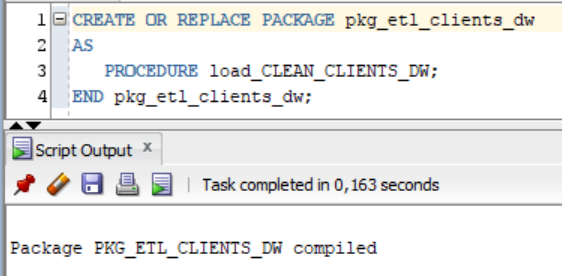 1 CREATE OR REPLACE PACKAGE pkg_etl_clients_dw
2 AS
3 PROCEDURE load_CLEAN_CLIENTS_DW;
4 END pkg_etl_clients_dw;
Script Output x
Task completed in 0,163 seconds
Package PKG_ETL_CLIENTS_DW compiled